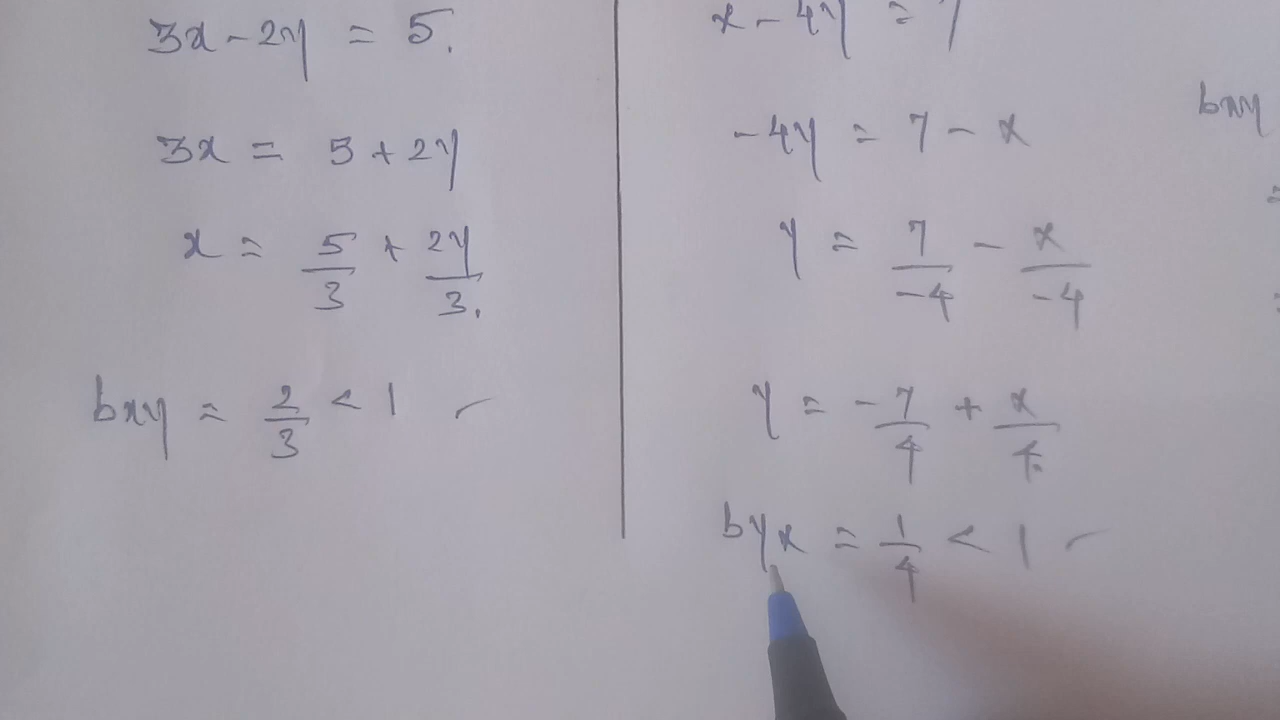 3x - 2y = 5.
3x = 5 + 2y
x = 5/3 + 2y/3.
bxy = 2/3 < 1
x - 4y = 7
-4y = 7 - x
y = 7/-4 - x/-4
y = -7/4 + x/4.
byx = 1/4 < 1
bxy
=